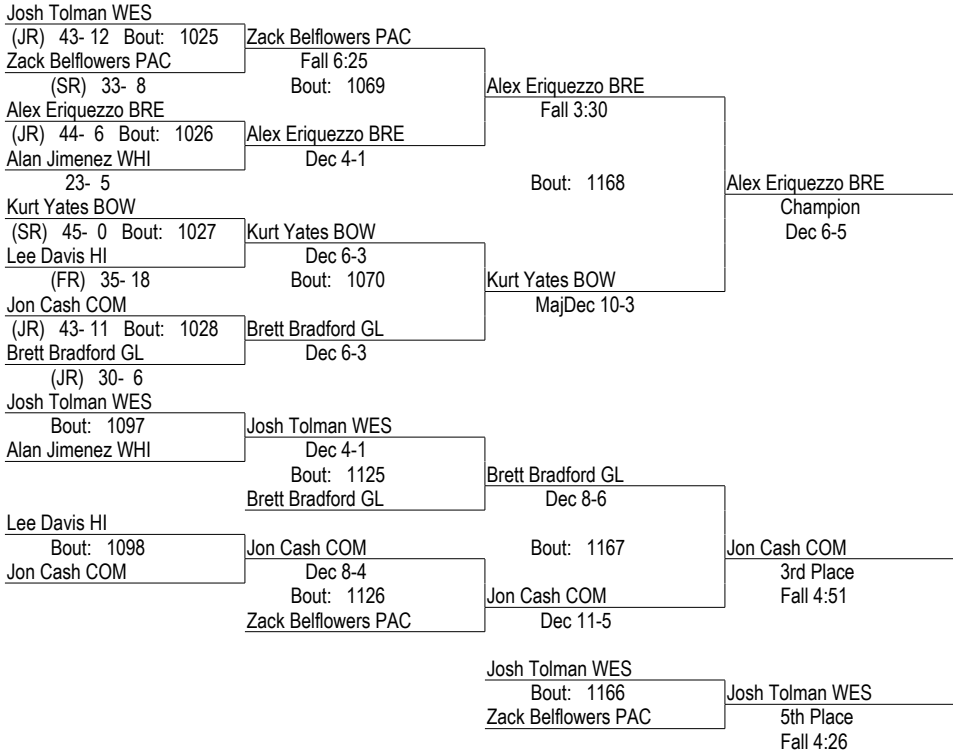 Josh Tolman WES
(JR) 43- 12 Bout: 1025 Zack Belflowers PAC
Zack Belflowers PAC Fall 6:25
(SR) 33- 8 Bout: 1069 Alex Eriquezzo BRE
Alex Eriquezzo BRE Fall 3:30
(JR) 44- 6 Bout: 1026 Alex Eriquezzo BRE
Alan Jimenez WHI Dec 4-1
23- 5 Bout: 1168 Alex Eriquezzo BRE
Kurt Yates BOW Champion
(SR) 45- 0 Bout: 1027 Kurt Yates BOW Dec 6-5
Lee Davis HI Dec 6-3
(FR) 35- 18 Bout: 1070 Kurt Yates BOW
Jon Cash COM MajDec 10-3
(JR) 43- 11 Bout: 1028 Brett Bradford GL
Brett Bradford GL Dec 6-3
(JR) 30- 6
Josh Tolman WES
Bout: 1097 Josh Tolman WES
Alan Jimenez WHI Dec 4-1
Bout: 1125 Brett Bradford GL
Brett Bradford GL Dec 8-6
Lee Davis HI
Bout: 1098 Jon Cash COM Bout: 1167 Jon Cash COM
Jon Cash COM Dec 8-4 3rd Place
Bout: 1126 Jon Cash COM Fall 4:51
Zack Belflowers PAC Dec 11-5
Josh Tolman WES
Bout: 1166 Josh Tolman WES
Zack Belflowers PAC 5th Place
Fall 4:26